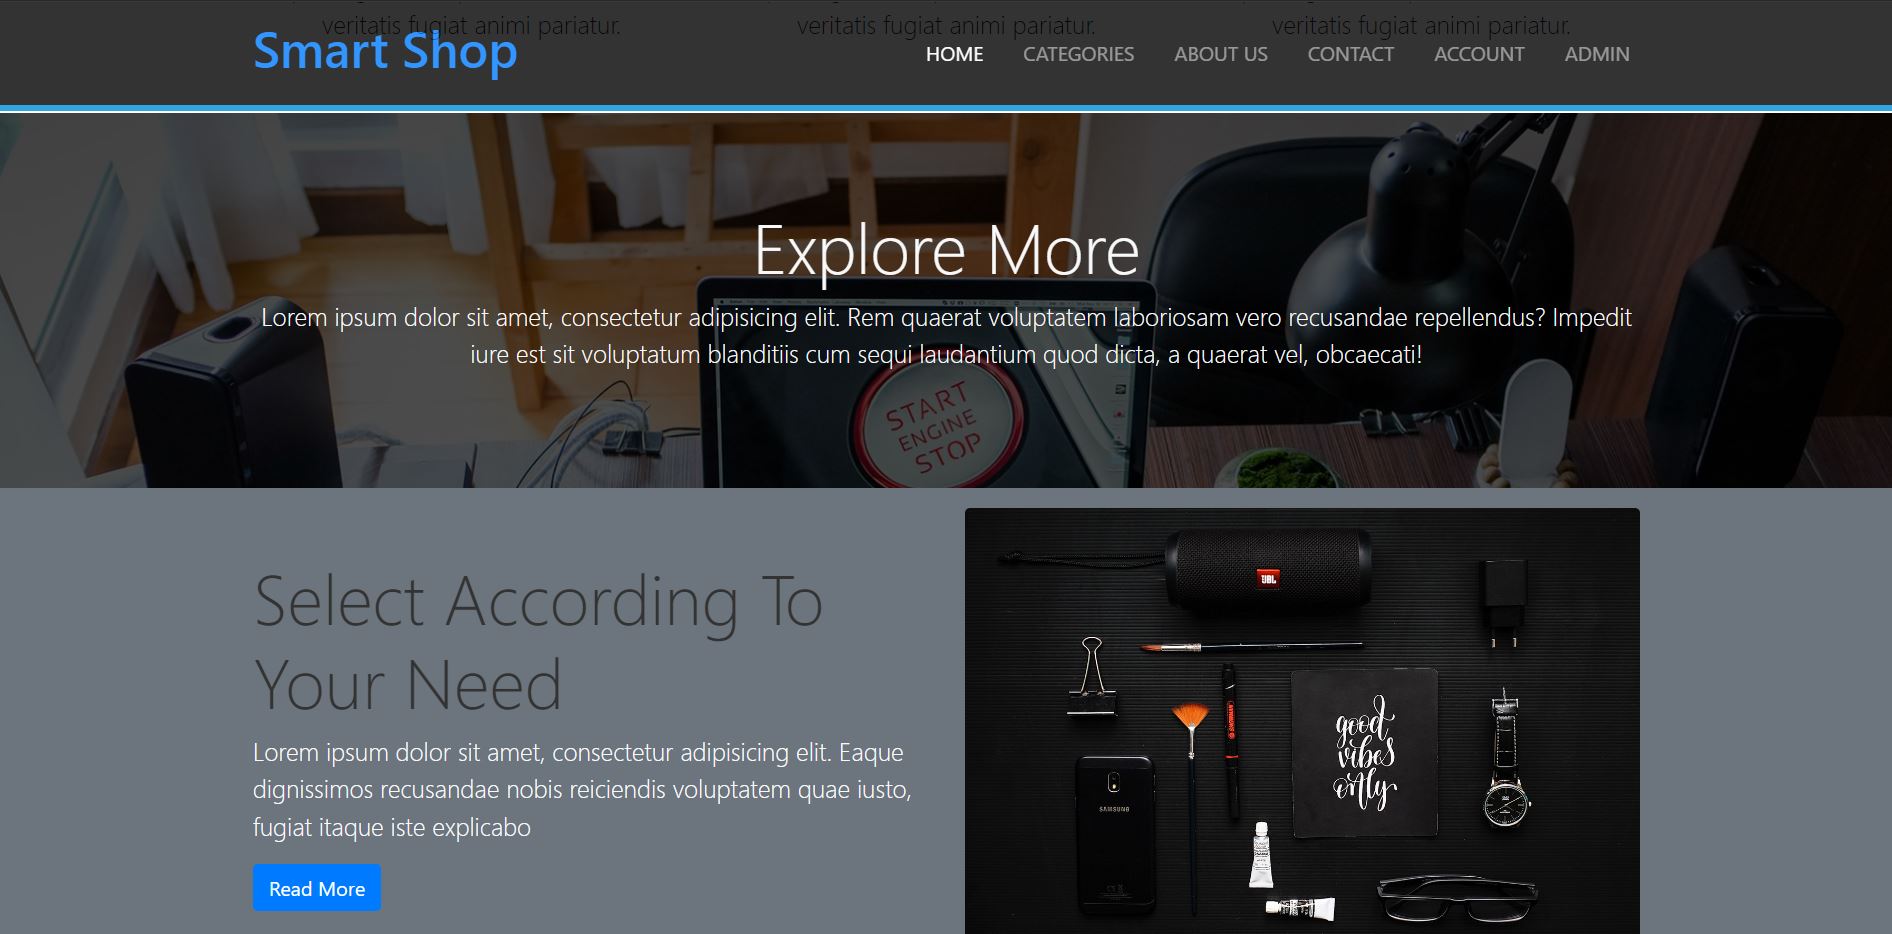 veritatis fugiat animi pariatur. veritatis fugiat animi pariatur. veritatis fugiat animi pariatur.
Smart Shop
HOME CATEGORIES ABOUT US CONTACT ACCOUNT ADMIN
Explore More
Lorem ipsum dolor sit amet, consectetur adipisicing elit. Rem quaerat voluptatem laboriosam vero recusandae repellendus? Impedit
iure est sit voluptatum blanditiis cum sequi laudantium quod dicta, a quaerat vel, obcaecati!
START
ENGINE
STOP
Select According To
Your Need
Lorem ipsum dolor sit amet, consectetur adipisicing elit. Eaque
dignissimos recusandae nobis reiciendis voluptatem quae iusto,
fugiat itaque iste explicabo
Read More
JBL
good
vibes
only
SAMSUNG